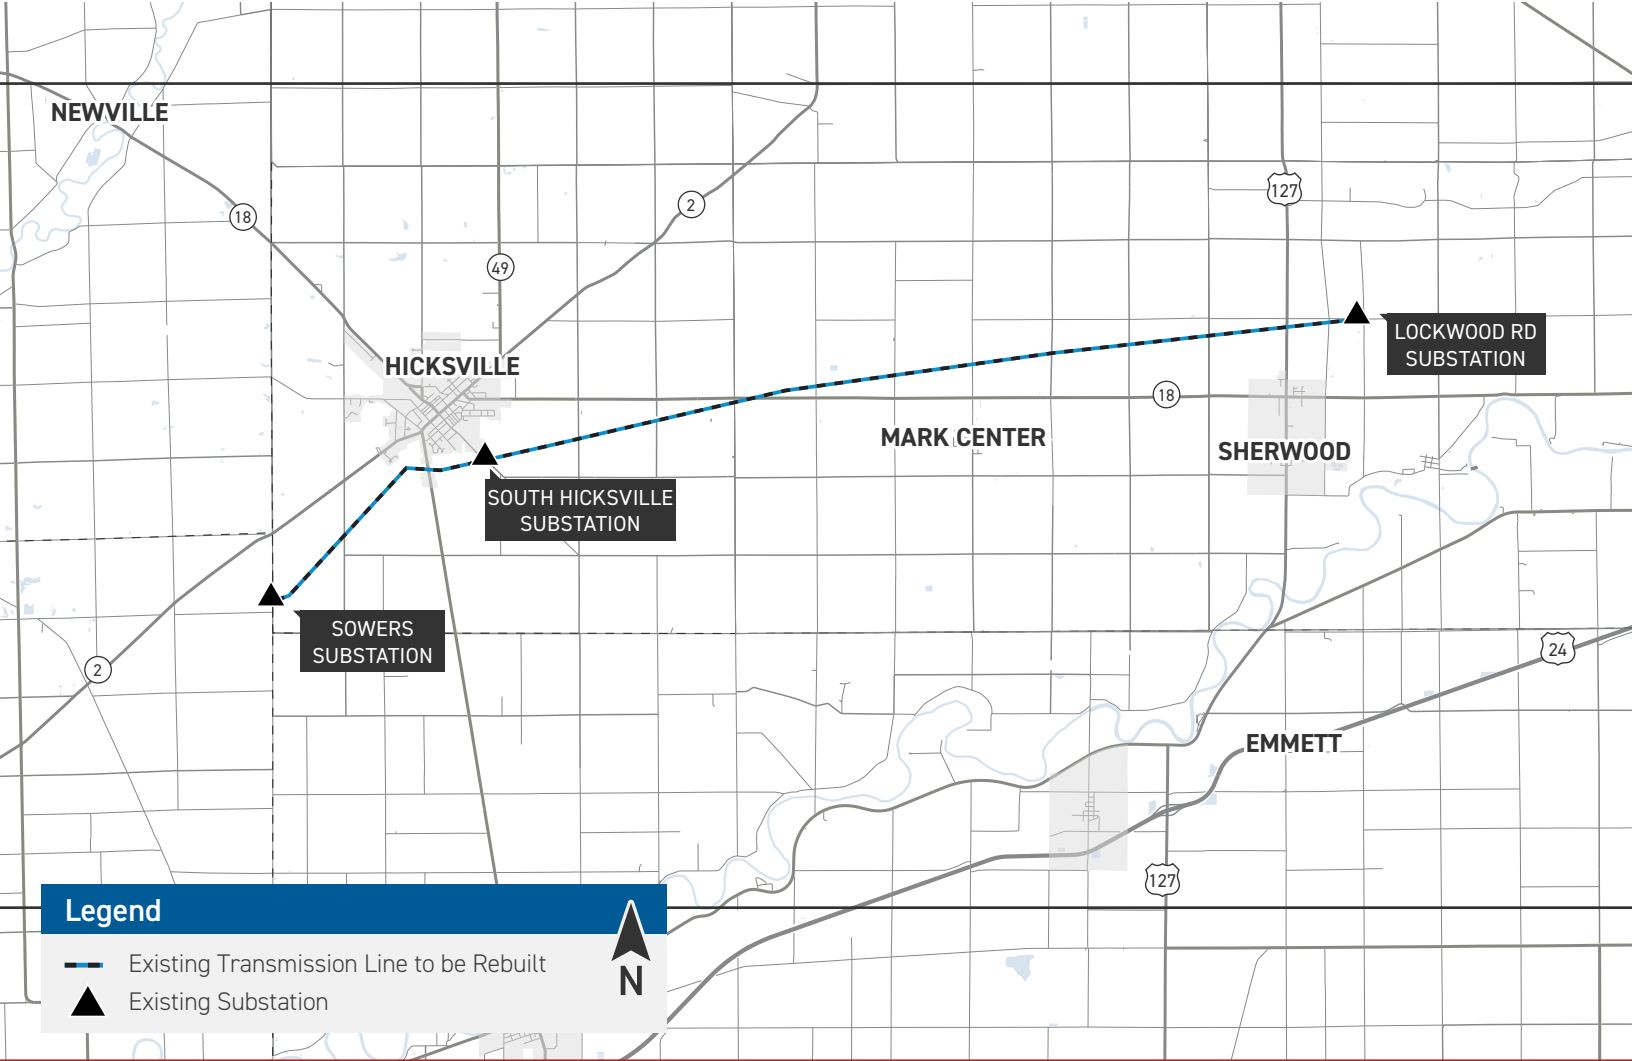 NEWVILLE
127
2
18
49
LOCKWOOD RD
SUBSTATION
HICKSVILLE
18
MARK CENTER
SHERWOOD
SOUTH HICKSVILLE
SUBSTATION
SOWERS
SUBSTATION
24
2
EMMETT
127
Legend
Existing Transmission Line to be Rebuilt
Existing Substation
N